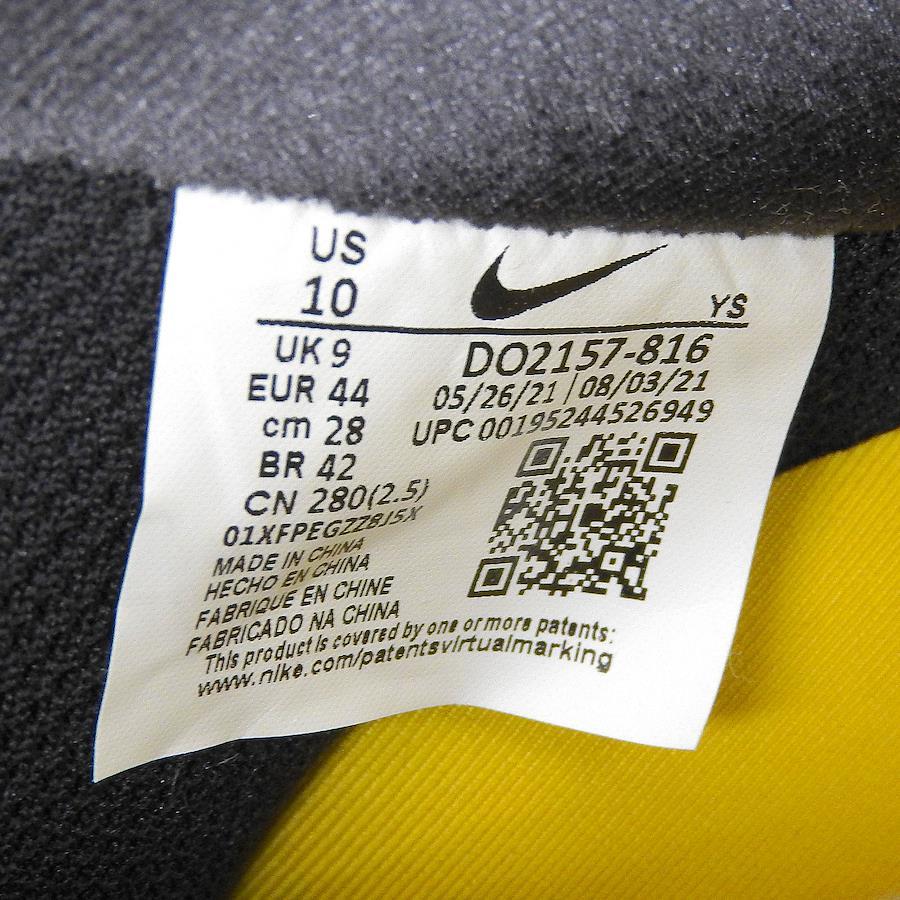 US
10
YS
UK 9
EUR 44
cm 28
BR 42
CN 280(2.5)
01XFPEGZZ8J5X
MADE IN CHINA
HECHO EN CHINA
FABRIQUE EN CHINE
FABRICADO NA CHINA
DO2157-816
05/26/21 | 08/03/21
UPC 00195244526949
This product is covered by one or more patents:
www.nike.com/patentsvirtualmarking